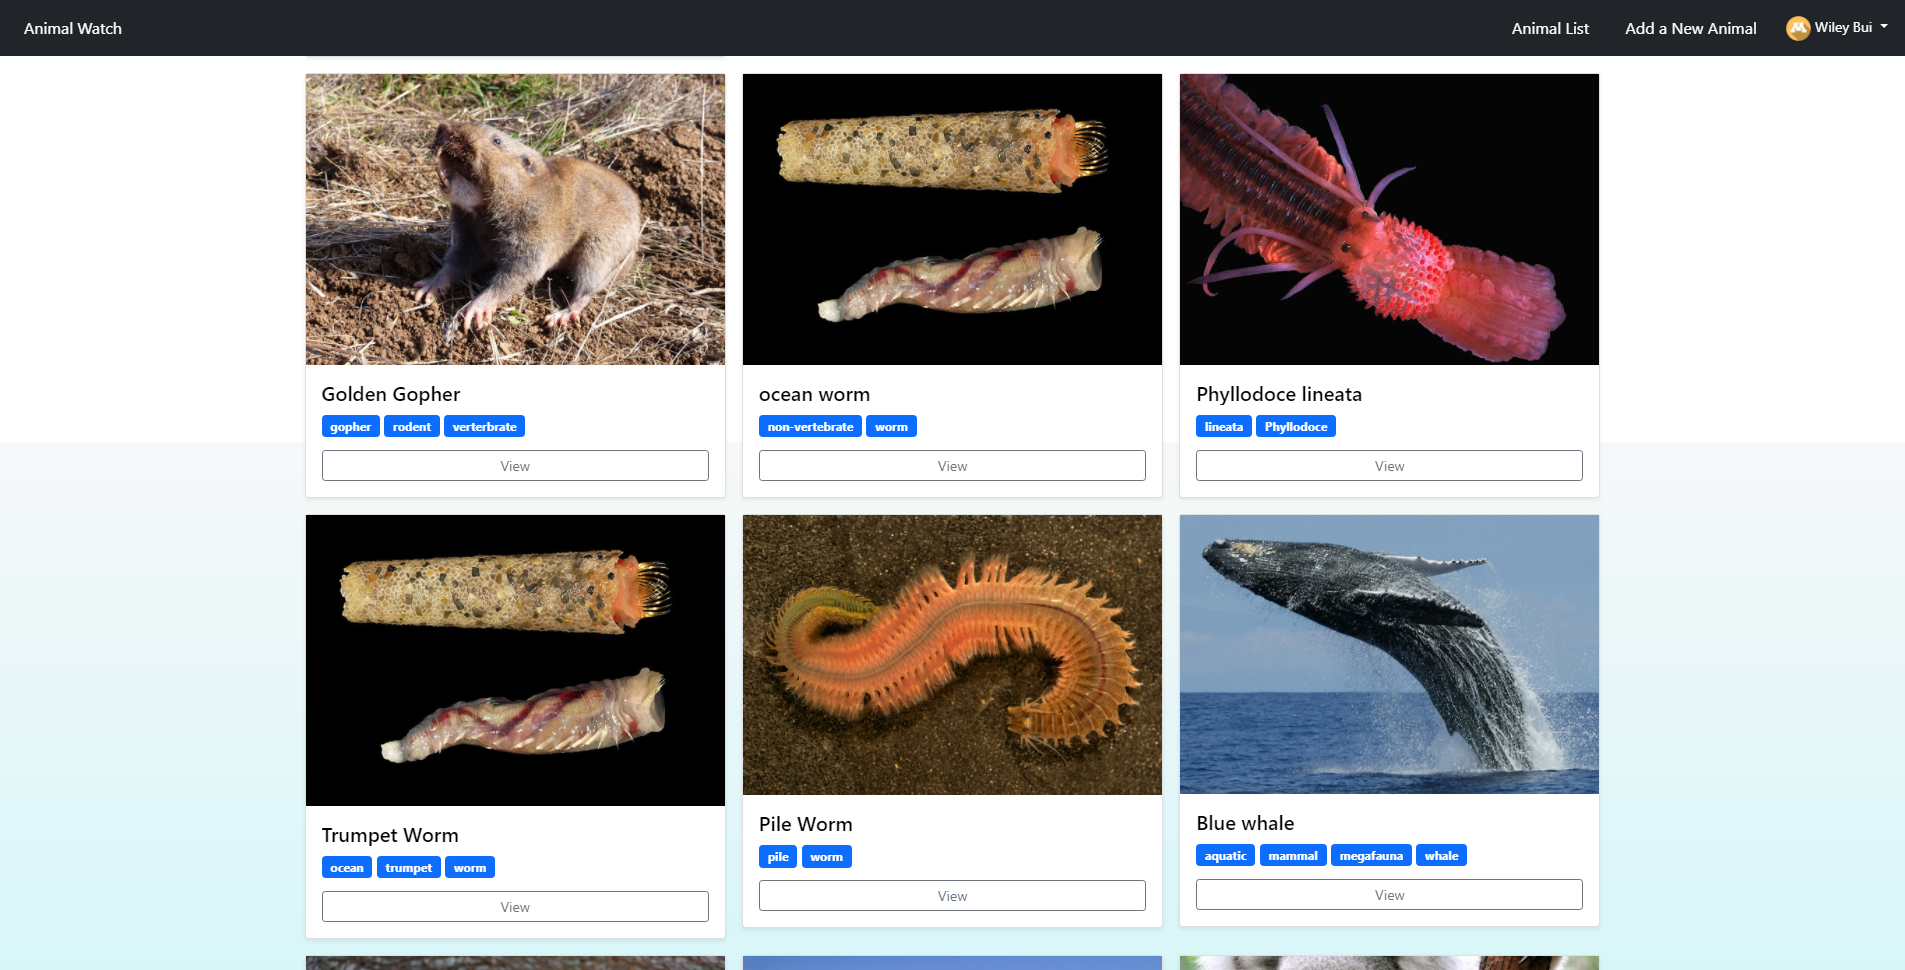 Animal Watch
Animal List
Add a New Animal
Wiley Bui
Golden Gopher
gopher rodent verterbrate
View
ocean worm
non-vertebrate worm
View
Phyllodoce lineata
lineata Phyllodoce
View
Trumpet Worm
ocean trumpet worm
View
Pile Worm
pile worm
View
Blue whale
aquatic mammal megafauna whale
View